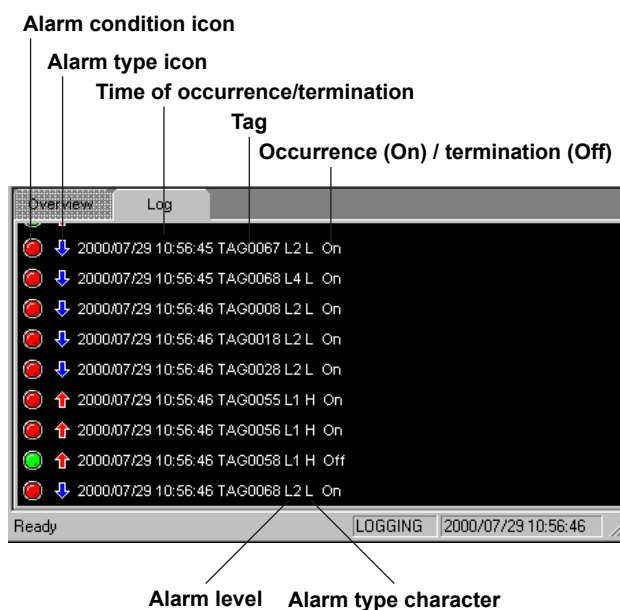 Alarm condition icon
Alarm type icon
Time of occurrence/termination
Tag
Occurrence (On) / termination (Off)
Overview Log
2000/07/29 10:56:45 TAG0067 L2 L On
2000/07/29 10:56:45 TAG0068 L4 L On
2000/07/29 10:56:46 TAG0008 L2 L On
2000/07/29 10:56:46 TAG0018 L2 L On
2000/07/29 10:56:46 TAG0028 L2 L On
2000/07/29 10:56:46 TAG0055 L1 H On
2000/07/29 10:56:46 TAG0056 L1 H On
2000/07/29 10:56:46 TAG0058 L1 H Off
2000/07/29 10:56:46 TAG0068 L2 L On
Ready LOGGING 2000/07/29 10:56:46
Alarm level Alarm type character